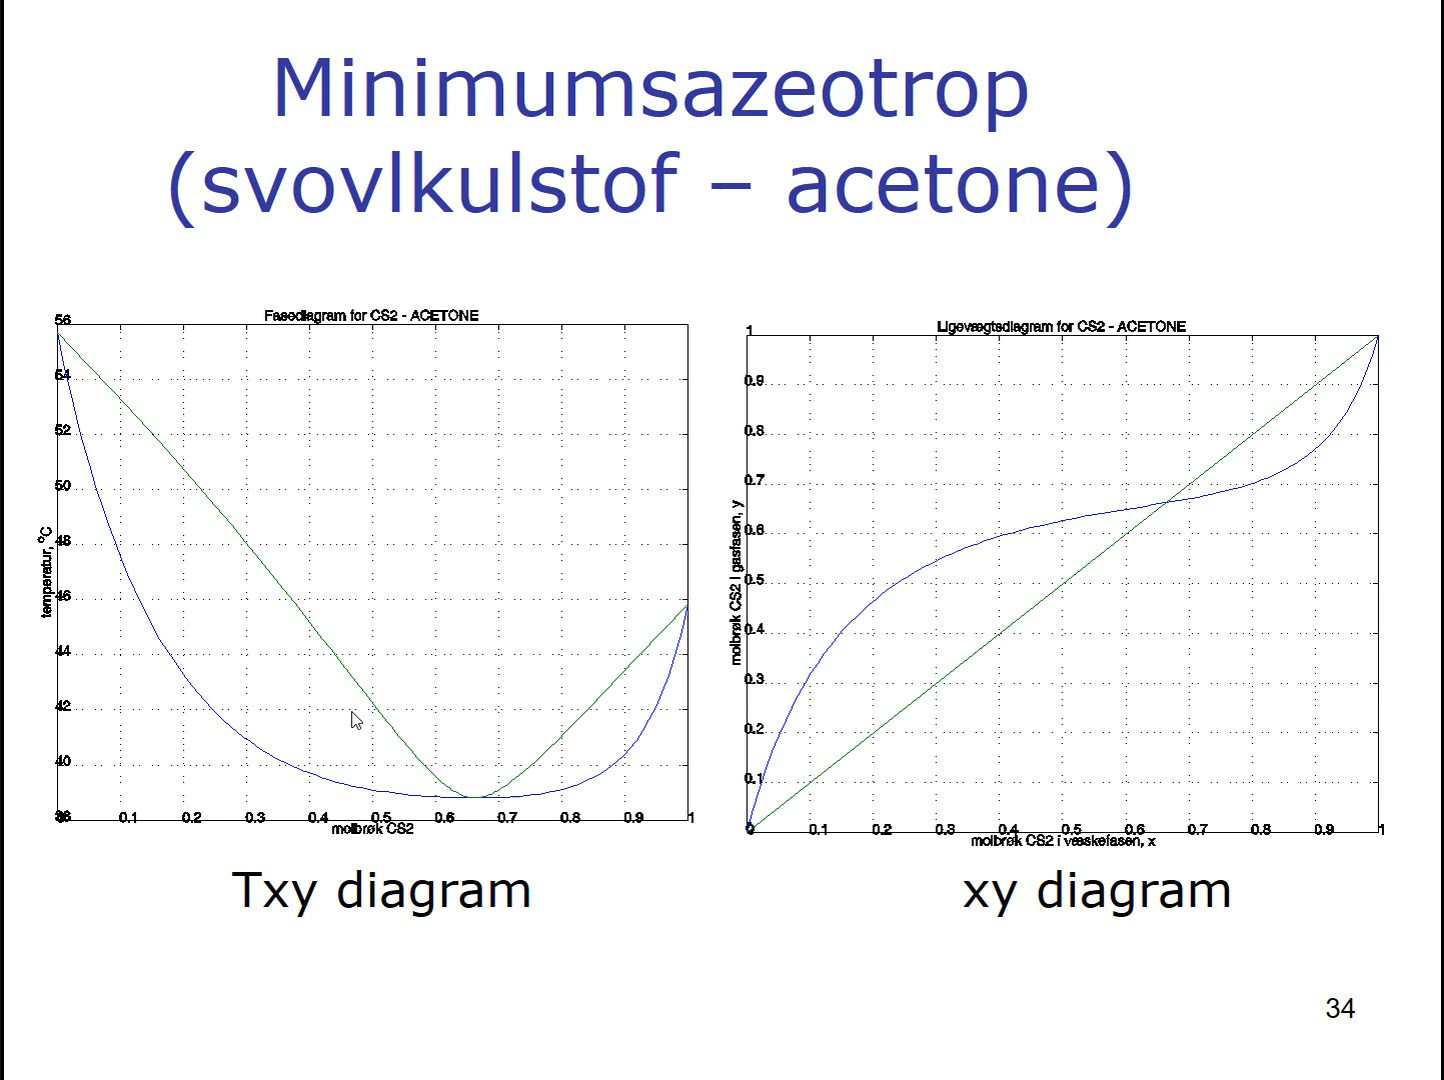 Minimumsazeotrop
(svovlkulstof – acetone)
Fasediagram for CS2 - ACETONE
56
54
52
50
48
46
44
42
40
38
temperatur, °C
0 0.1 0.2 0.3 0.4 0.5 0.6 0.7 0.8 0.9 1
molbrøk CS2
Txy diagram
Ligevægtsdiagram for CS2 - ACETONE
1
0.9
0.8
0.7
0.6
0.5
0.4
0.3
0.2
0.1
0
molbrøk CS2 i gasfasen, y
0.1 0.2 0.3 0.4 0.5 0.6 0.7 0.8 0.9 1
molbrøk CS2 i væskefasen, x
xy diagram
34